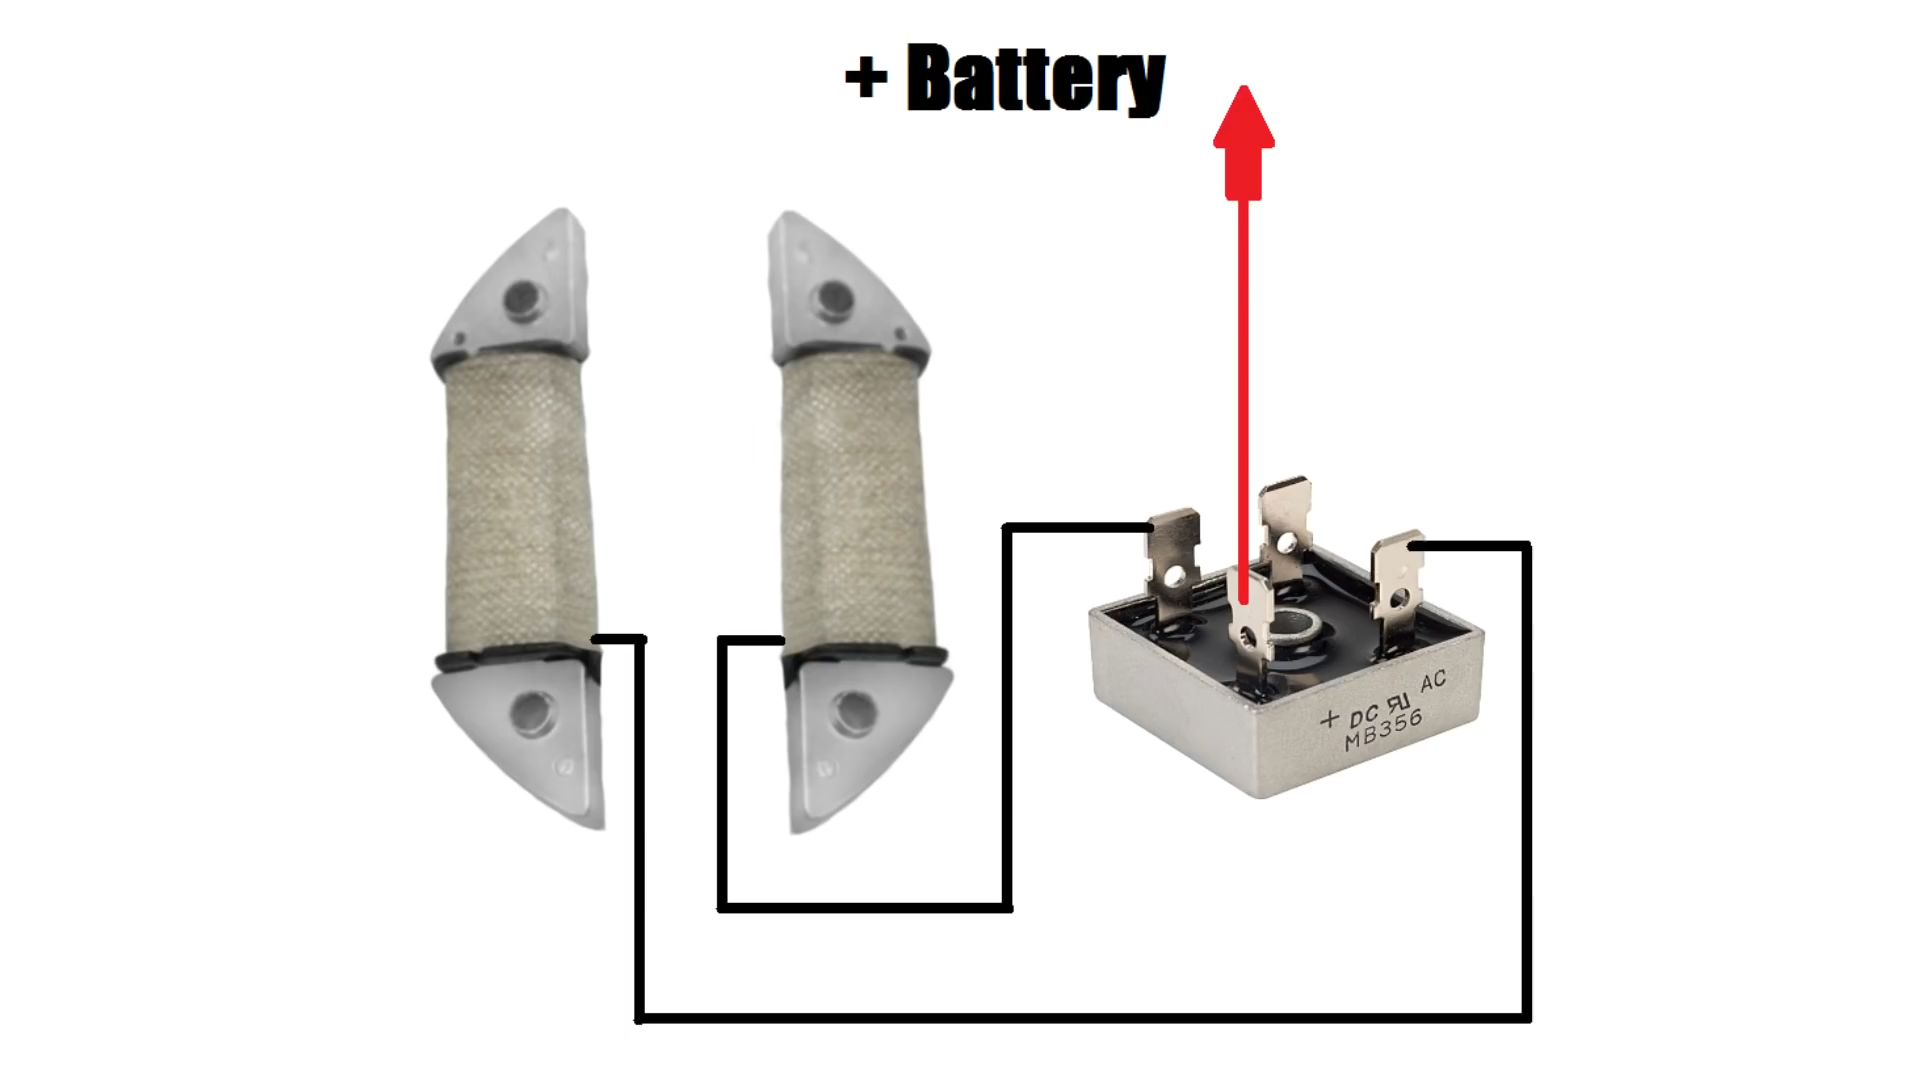 + Battery
+ DC AC
MB356